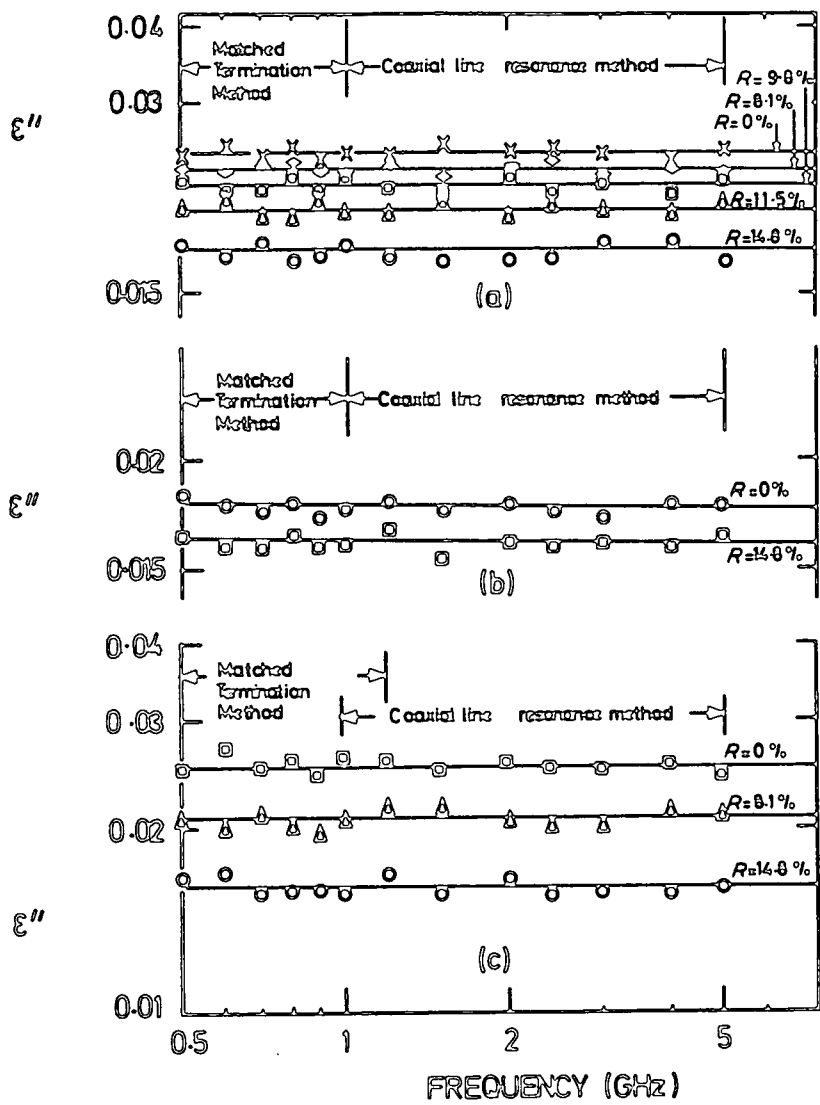 0.04
Matched
Termination
Method
Coaxial line resonance method
0.03
ε″
R=9.8%
R=8.1%
R=0%
R=11.5%
R=14.8%
0.015
(a)
Matched
Termination
Method
Coaxial line resonance method
0.02
ε″
R=0%
R=14.8%
0.015
(b)
0.04
Matched
Termination
Method
0.03
Coaxial line resonance method
R=0%
R=8.1%
0.02
R=14.8%
ε″
(c)
0.01
0.5 1 2 5
FREQUENCY (GHz)